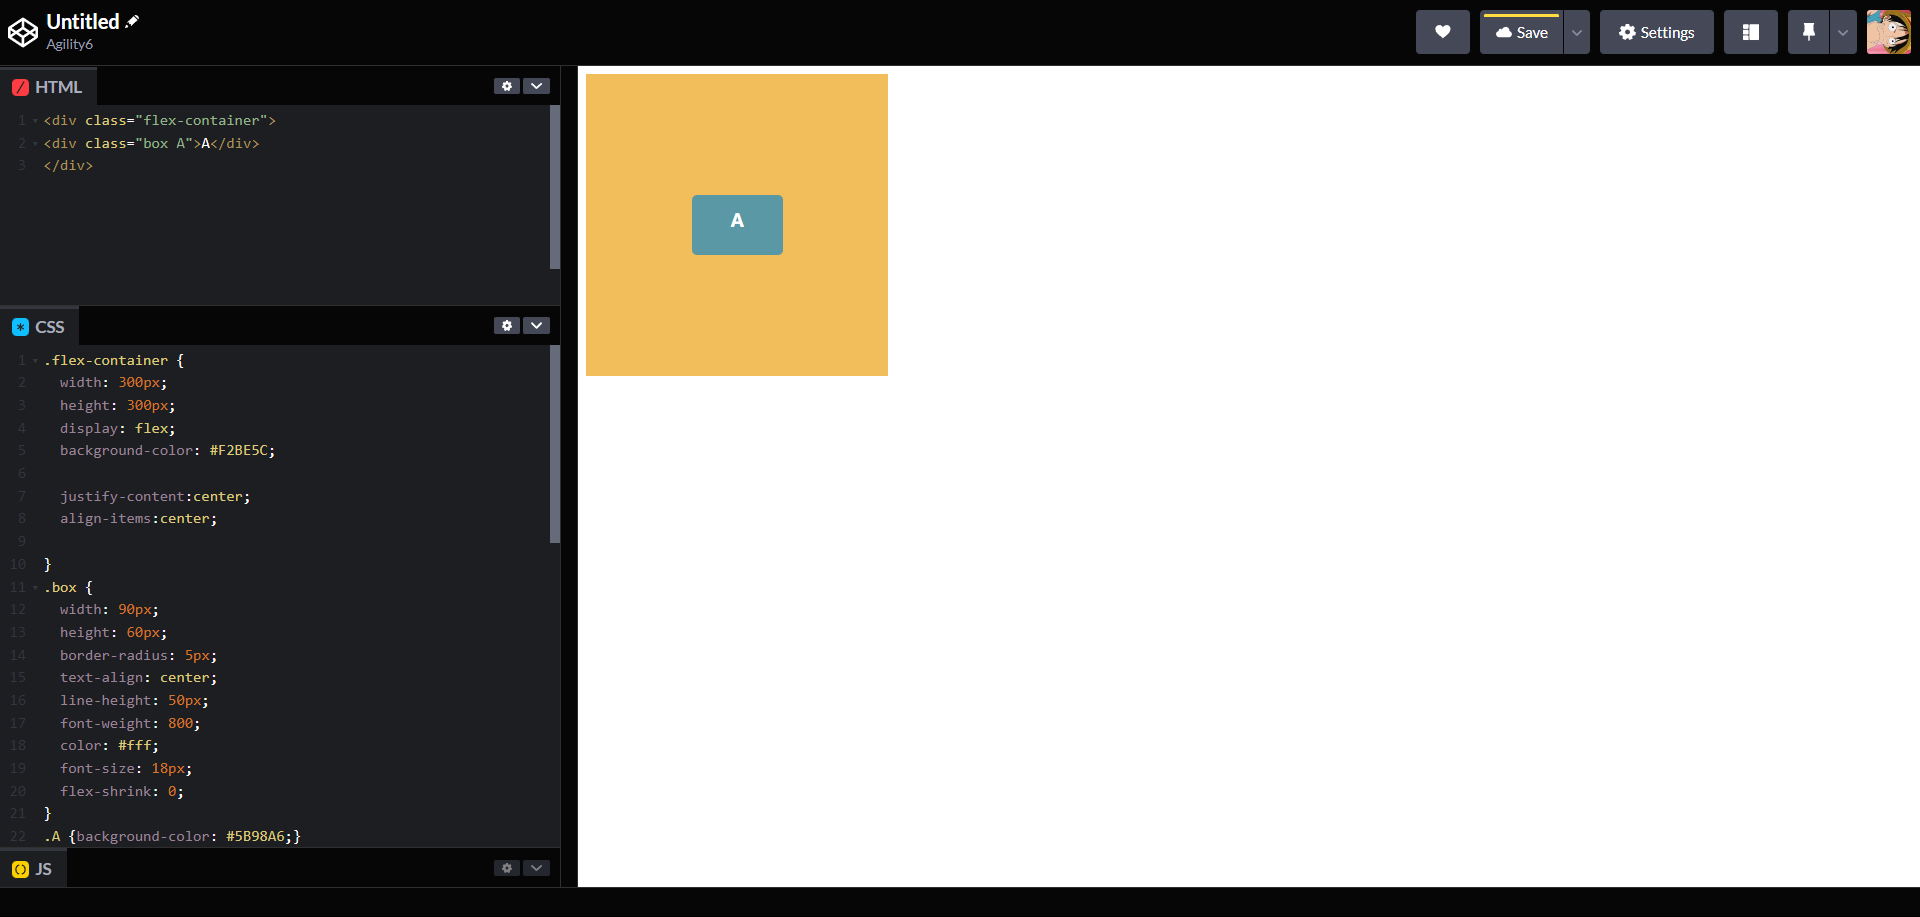 Untitled
Agility6
Save
Settings
HTML
1 <div class="flex-container">
2 <div class="box A">A</div>
3 </div>
A
CSS
1 .flex-container {
2 width: 300px;
3 height: 300px;
4 display: flex;
5 background-color: #F2BE5C;
6
7 justify-content:center;
8 align-items:center;
9
10 }
11 .box {
12 width: 90px;
13 height: 60px;
14 border-radius: 5px;
15 text-align: center;
16 line-height: 50px;
17 font-weight: 800;
18 color: #fff;
19 font-size: 18px;
20 flex-shrink: 0;
21 }
22 .A {background-color: #5B98A6;}
JS